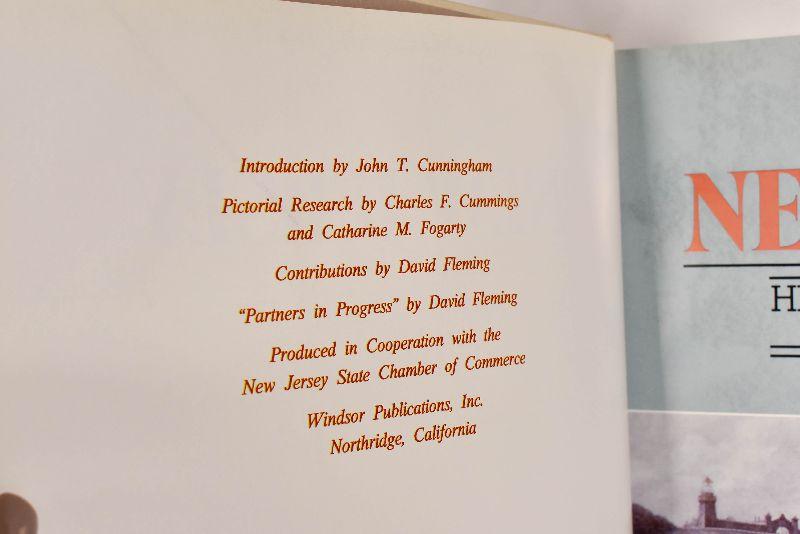 Introduction by John T. Cunningham
Pictorial Research by Charles F. Cummings
and Catharine M. Fogarty
Contributions by David Fleming
"Partners in Progress" by David Fleming
Produced in Cooperation with the
New Jersey State Chamber of Commerce
Windsor Publications, Inc.
Northridge, California
NE